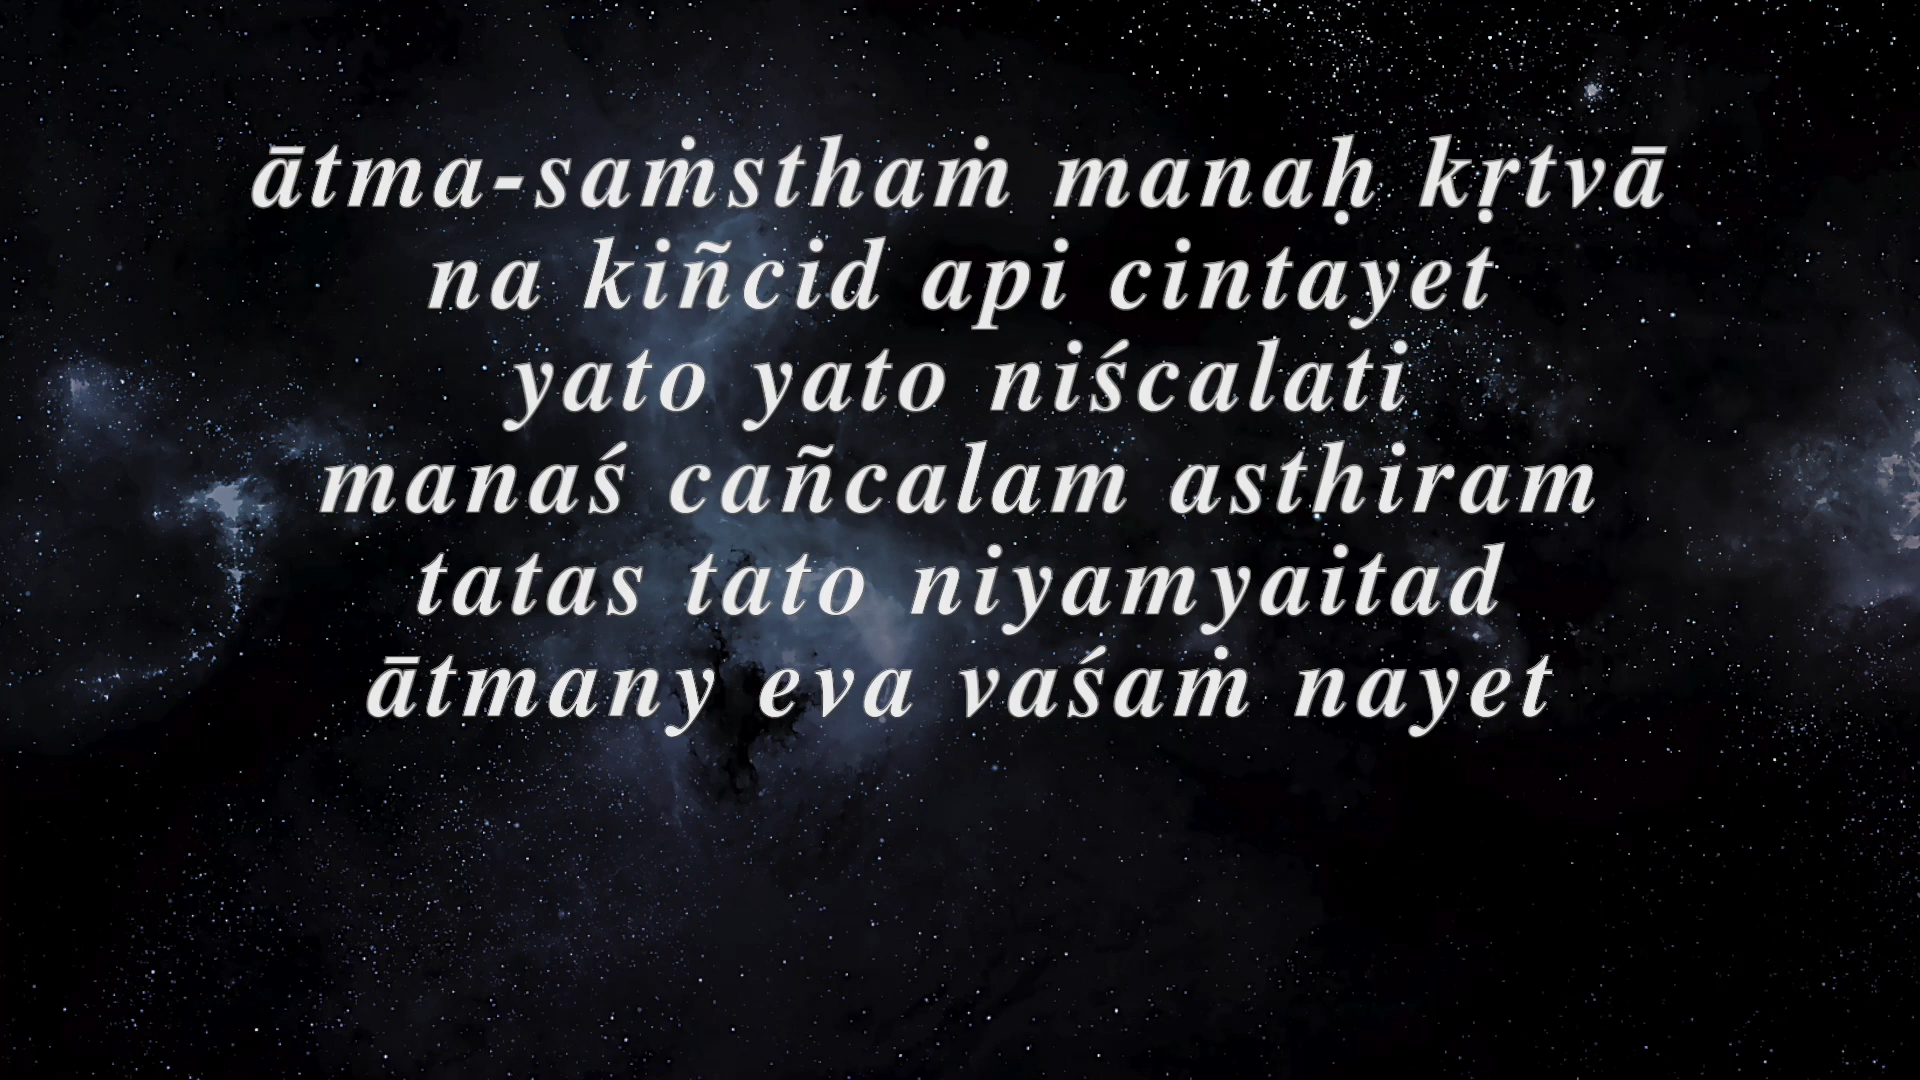 ātma-saṁsthaṁ manaḥ kṛtvā
na kiñcid api cintayet
yato yato niścalati
manaś cañcalam asthiram
tatas tato niyamyaitad
ātmany eva vaśaṁ nayet